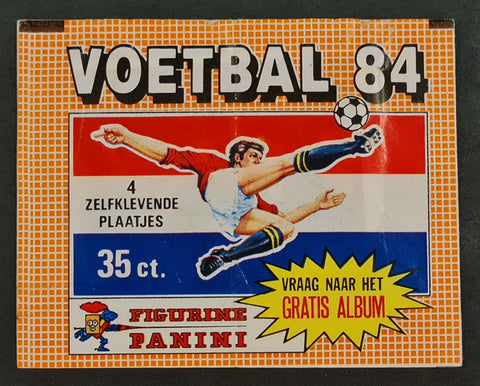 VOETBAL 84
4
ZELFKLEVENDE
PLAATJES
35 ct.
VRAAG NAAR HET
GRATIS ALBUM
FIGURINE
PANINI